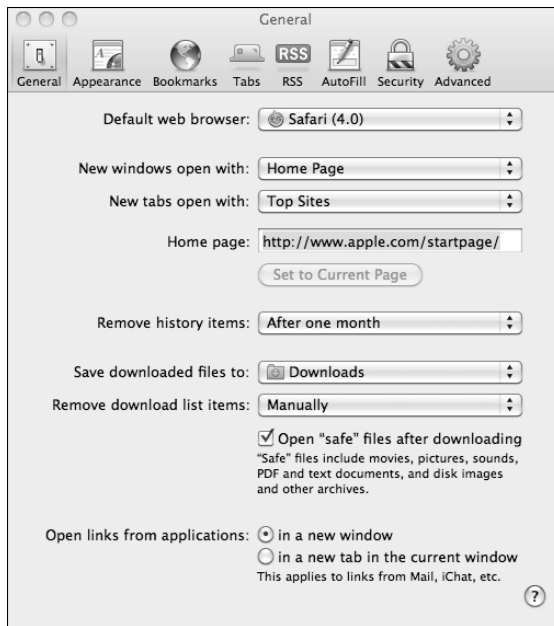 General
General Appearance Bookmarks Tabs RSS AutoFill Security Advanced
RSS
Default web browser: Safari (4.0)
New windows open with: Home Page
New tabs open with: Top Sites
Home page: http://www.apple.com/startpage/
Set to Current Page
Remove history items: After one month
Save downloaded files to: Downloads
Remove download list items: Manually
Open “safe” files after downloading
“Safe” files include movies, pictures, sounds,
PDF and text documents, and disk images
and other archives.
Open links from applications: in a new window
in a new tab in the current window
This applies to links from Mail, iChat, etc.
?